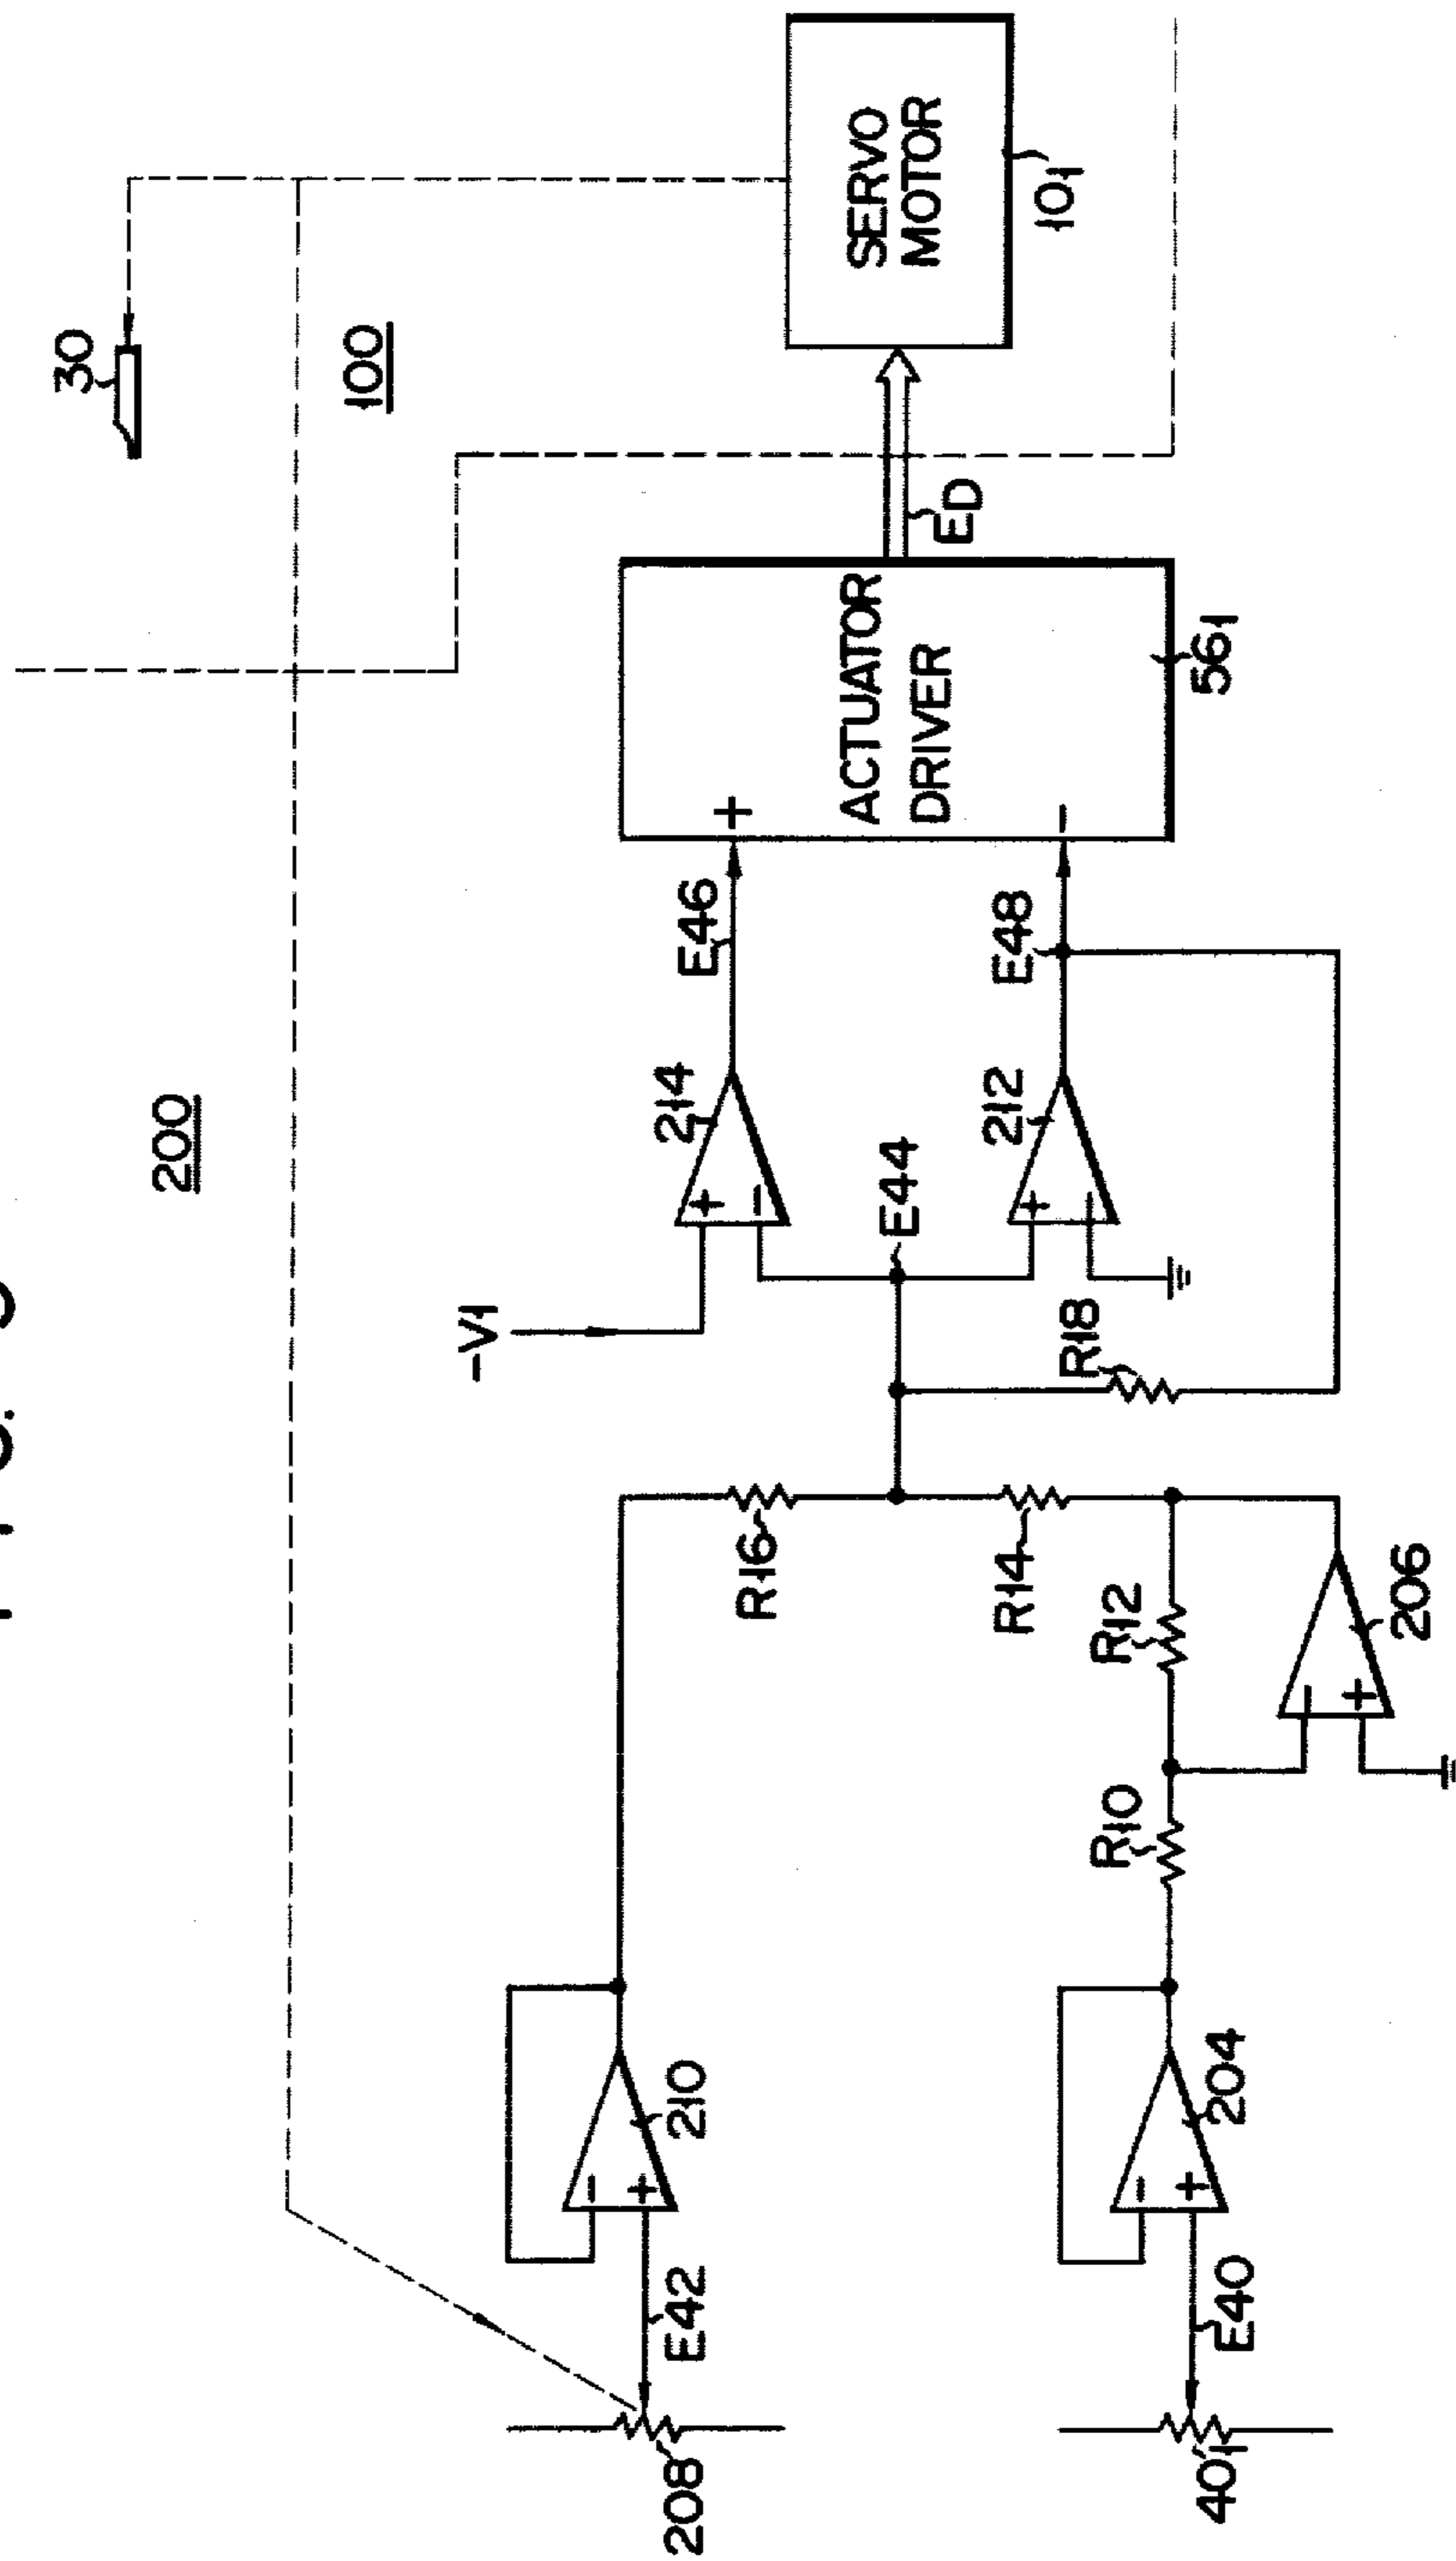 200
30
100
-V1
214
E46
+
-
+
-
ACTUATOR
DRIVER
56₁
ED
SERVO
MOTOR
10₁
E44
212
E48
+
-
R16
R14
R18
R12
R10
206
-
+
210
-
+
E42
208
204
-
+
E40
40₁